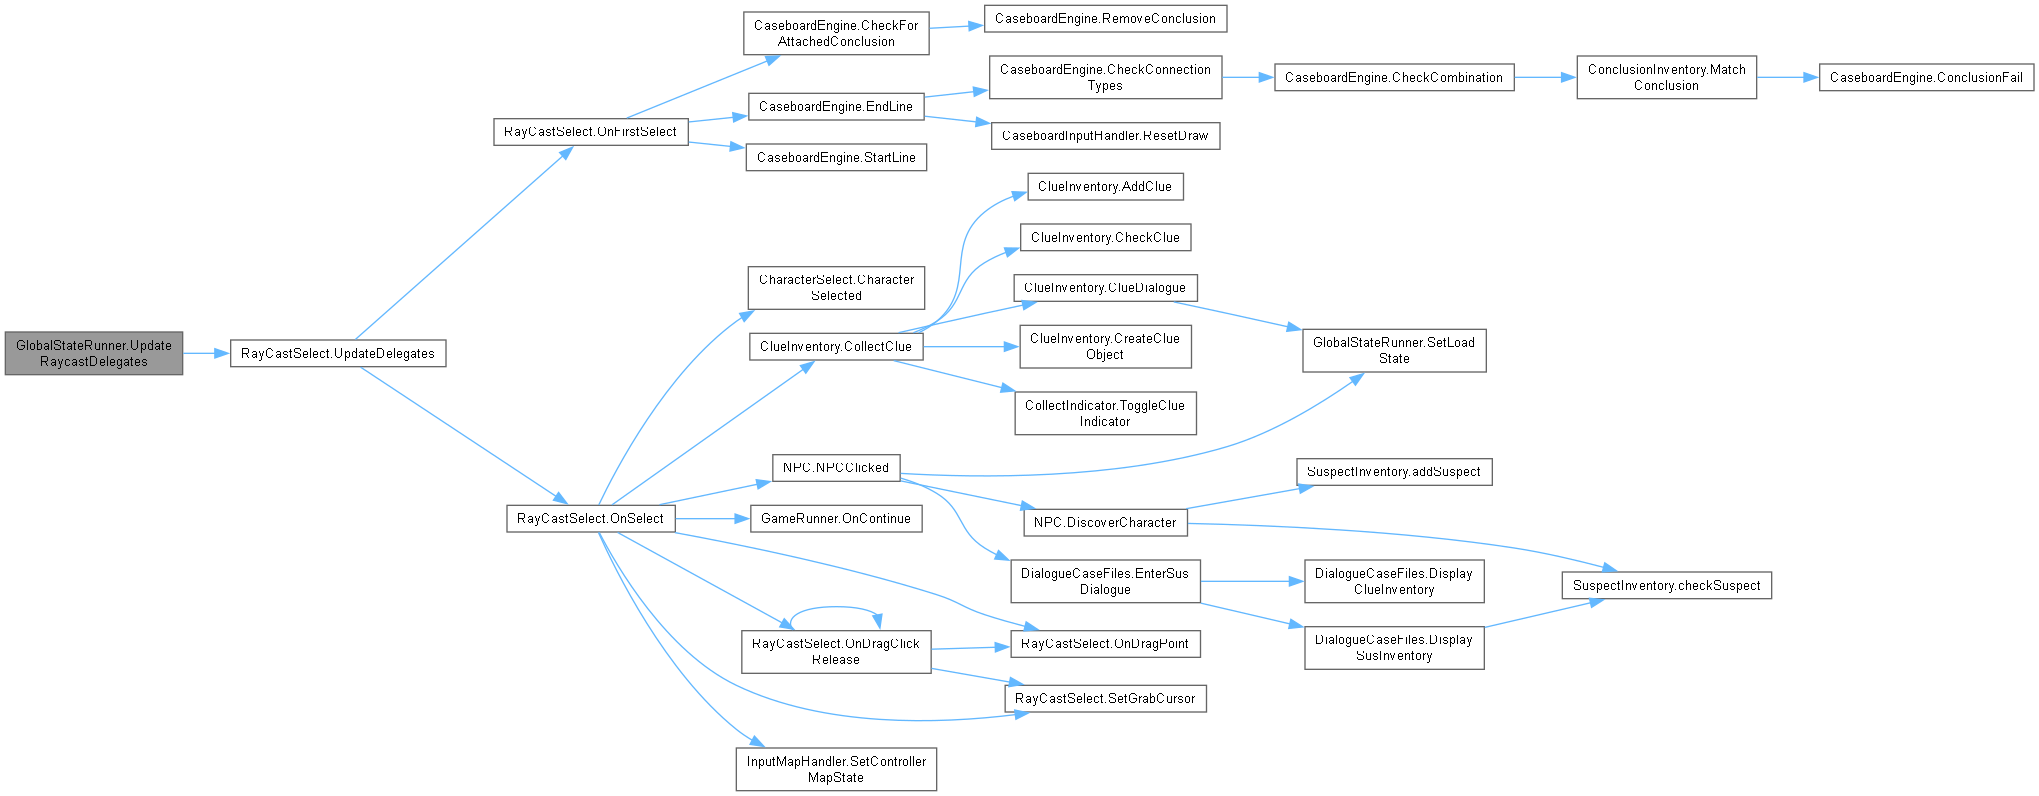 GlobalStateRunner.Update
RaycastDelegates
RayCastSelect.UpdateDelegates
RayCastSelect.OnFirstSelect
CaseboardEngine.CheckFor
AttachedConclusion
CaseboardEngine.RemoveConclusion
CaseboardEngine.EndLine
CaseboardEngine.CheckConnection
Types
CaseboardEngine.CheckCombination
ConclusionInventory.Match
Conclusion
CaseboardEngine.ConclusionFail
CaseboardInputHandler.ResetDraw
CaseboardEngine.StartLine
RayCastSelect.OnSelect
CharacterSelect.Character
Selected
ClueInventory.CollectClue
ClueInventory.AddClue
ClueInventory.CheckClue
ClueInventory.ClueDialogue
GlobalStateRunner.SetLoad
State
ClueInventory.CreateClue
Object
CollectIndicator.ToggleClue
Indicator
NPC.NPCClicked
NPC.DiscoverCharacter
SuspectInventory.addSuspect
SuspectInventory.checkSuspect
DialogueCaseFiles.EnterSus
Dialogue
DialogueCaseFiles.Display
ClueInventory
DialogueCaseFiles.Display
SusInventory
GameRunner.OnContinue
RayCastSelect.OnDragClick
Release
RayCastSelect.OnDragPoint
RayCastSelect.SetGrabCursor
InputMapHandler.SetController
MapState